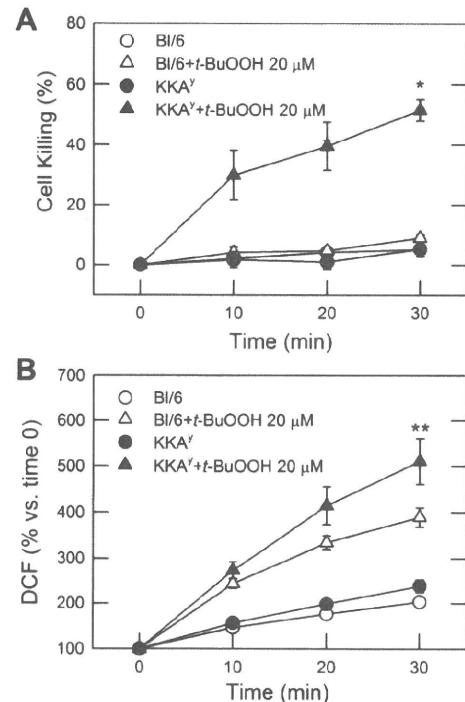 A
Bl/6
Bl/6+t-BuOOH 20 μM
KKAʸ
KKAʸ+t-BuOOH 20 μM
*
80
60
40
20
0
Cell Killing (%)
0 10 20 30
Time (min)
B
Bl/6
Bl/6+t-BuOOH 20 μM
KKAʸ
KKAʸ+t-BuOOH 20 μM
**
700
600
500
400
300
200
100
DCF (% vs. time 0)
0 10 20 30
Time (min)